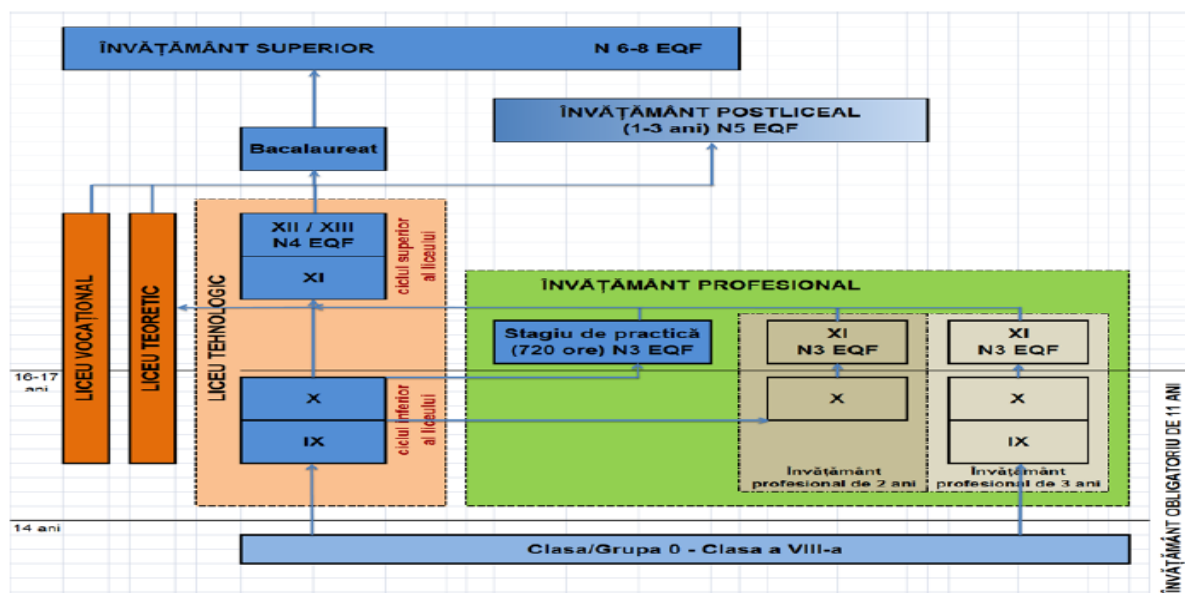 ÎNVĂȚĂMÂNT SUPERIOR N 6-8 EQF
ÎNVĂȚĂMÂNT POSTLICEAL
(1-3 ani) N5 EQF
Bacalaureat
LICEU VOCAȚIONAL
LICEU TEORETIC
LICEU TEHNOLOGIC
XII / XIII
N4 EQF
XI
ciclul superior
al liceului
X
IX
ciclul inferior
al liceului
ÎNVĂȚĂMÂNT PROFESIONAL
Stagiu de practică
(720 ore) N3 EQF
XI
N3 EQF
X
Învățământ
profesional de 2 ani
XI
N3 EQF
X
IX
Învățământ
profesional de 3 ani
16-17
ani
14 ani
Clasa/Grupa 0 - Clasa a VIII-a
ÎNVĂȚĂMÂNT OBLIGATORIU DE 11 ANI